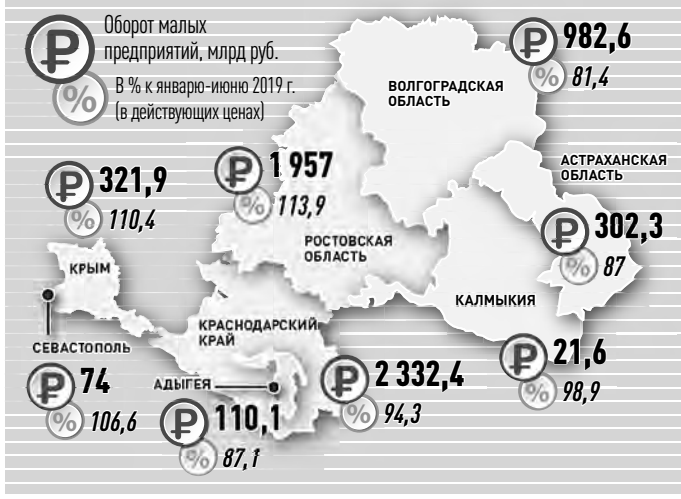 Оборот малых
предприятий, млрд руб.
В % к январю-июню 2019 г.
(в действующих ценах)
982,6
% 81,4
ВОЛГОГРАДСКАЯ
ОБЛАСТЬ
АСТРАХАНСКАЯ
ОБЛАСТЬ
₽ 302,3
% 87
₽ 321,9
% 110,4
₽ 1 957
% 113,9
РОСТОВСКАЯ
ОБЛАСТЬ
КРЫМ
КАЛМЫКИЯ
₽ 21,6
% 98,9
КРАСНОДАРСКИЙ
КРАЙ
₽ 2 332,4
% 94,3
СЕВАСТОПОЛЬ
₽ 74
% 106,6
АДЫГЕЯ
₽ 110,1
% 87,1